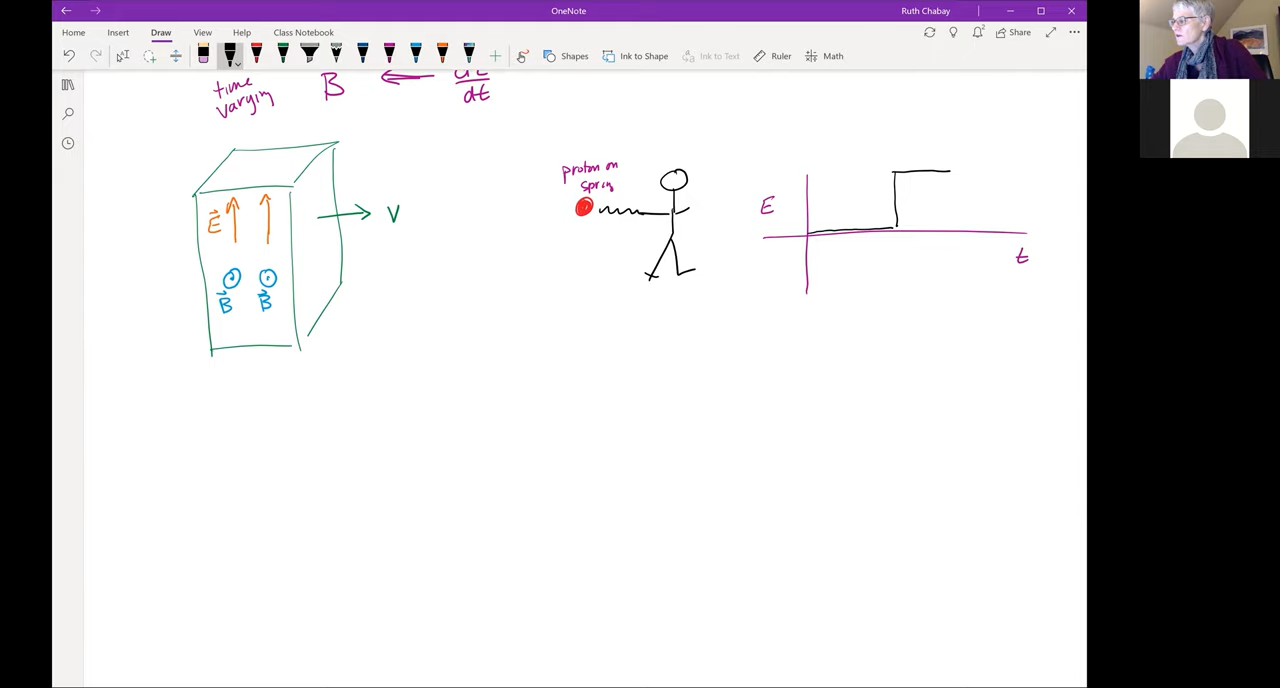 OneNote
Ruth Chabay
Home Insert Draw View Help Class Notebook
Share
Shapes Ink to Shape Ink to Text Ruler Math
time
varying
B
dt
proton on
spring
E
E
V
B B
t